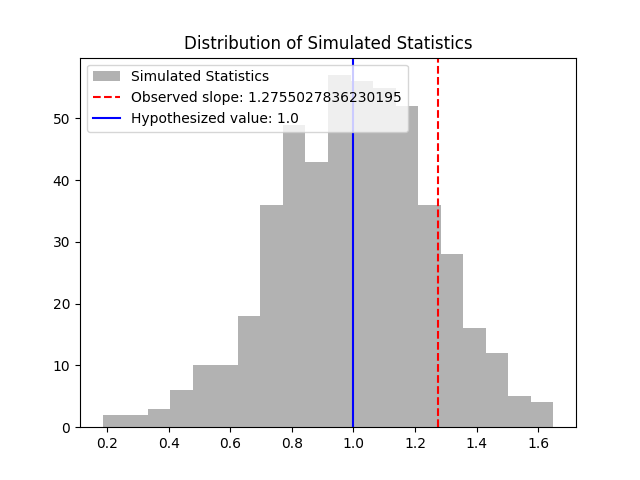 Distribution of Simulated Statistics
Simulated Statistics
Observed slope: 1.2755027836230195
Hypothesized value: 1.0
50
40
30
20
10
0
0.2 0.4 0.6 0.8 1.0 1.2 1.4 1.6